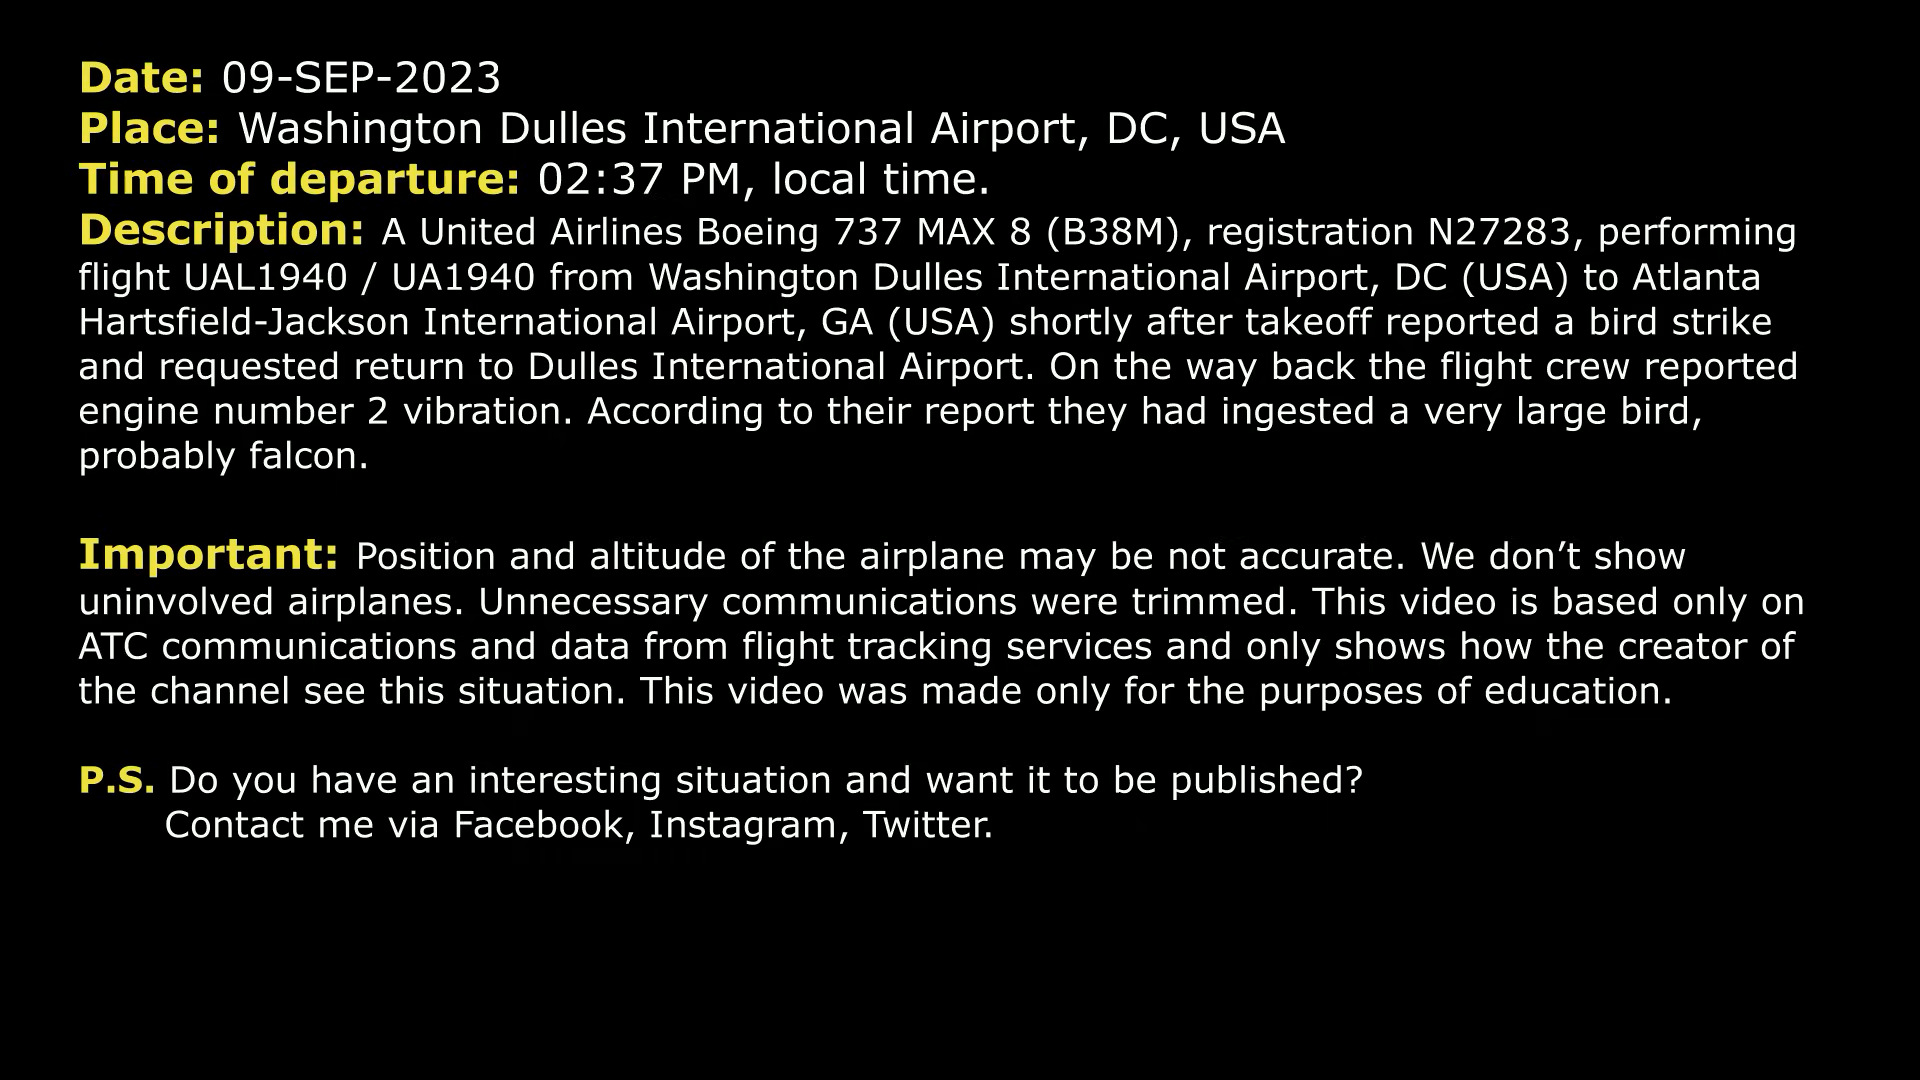 Date: 09-SEP-2023
Place: Washington Dulles International Airport, DC, USA
Time of departure: 02:37 PM, local time.
Description: A United Airlines Boeing 737 MAX 8 (B38M), registration N27283, performing
flight UAL1940 / UA1940 from Washington Dulles International Airport, DC (USA) to Atlanta
Hartsfield-Jackson International Airport, GA (USA) shortly after takeoff reported a bird strike
and requested return to Dulles International Airport. On the way back the flight crew reported
engine number 2 vibration. According to their report they had ingested a very large bird,
probably falcon.
Important: Position and altitude of the airplane may be not accurate. We don’t show
uninvolved airplanes. Unnecessary communications were trimmed. This video is based only on
ATC communications and data from flight tracking services and only shows how the creator of
the channel see this situation. This video was made only for the purposes of education.
P.S. Do you have an interesting situation and want it to be published?
Contact me via Facebook, Instagram, Twitter.